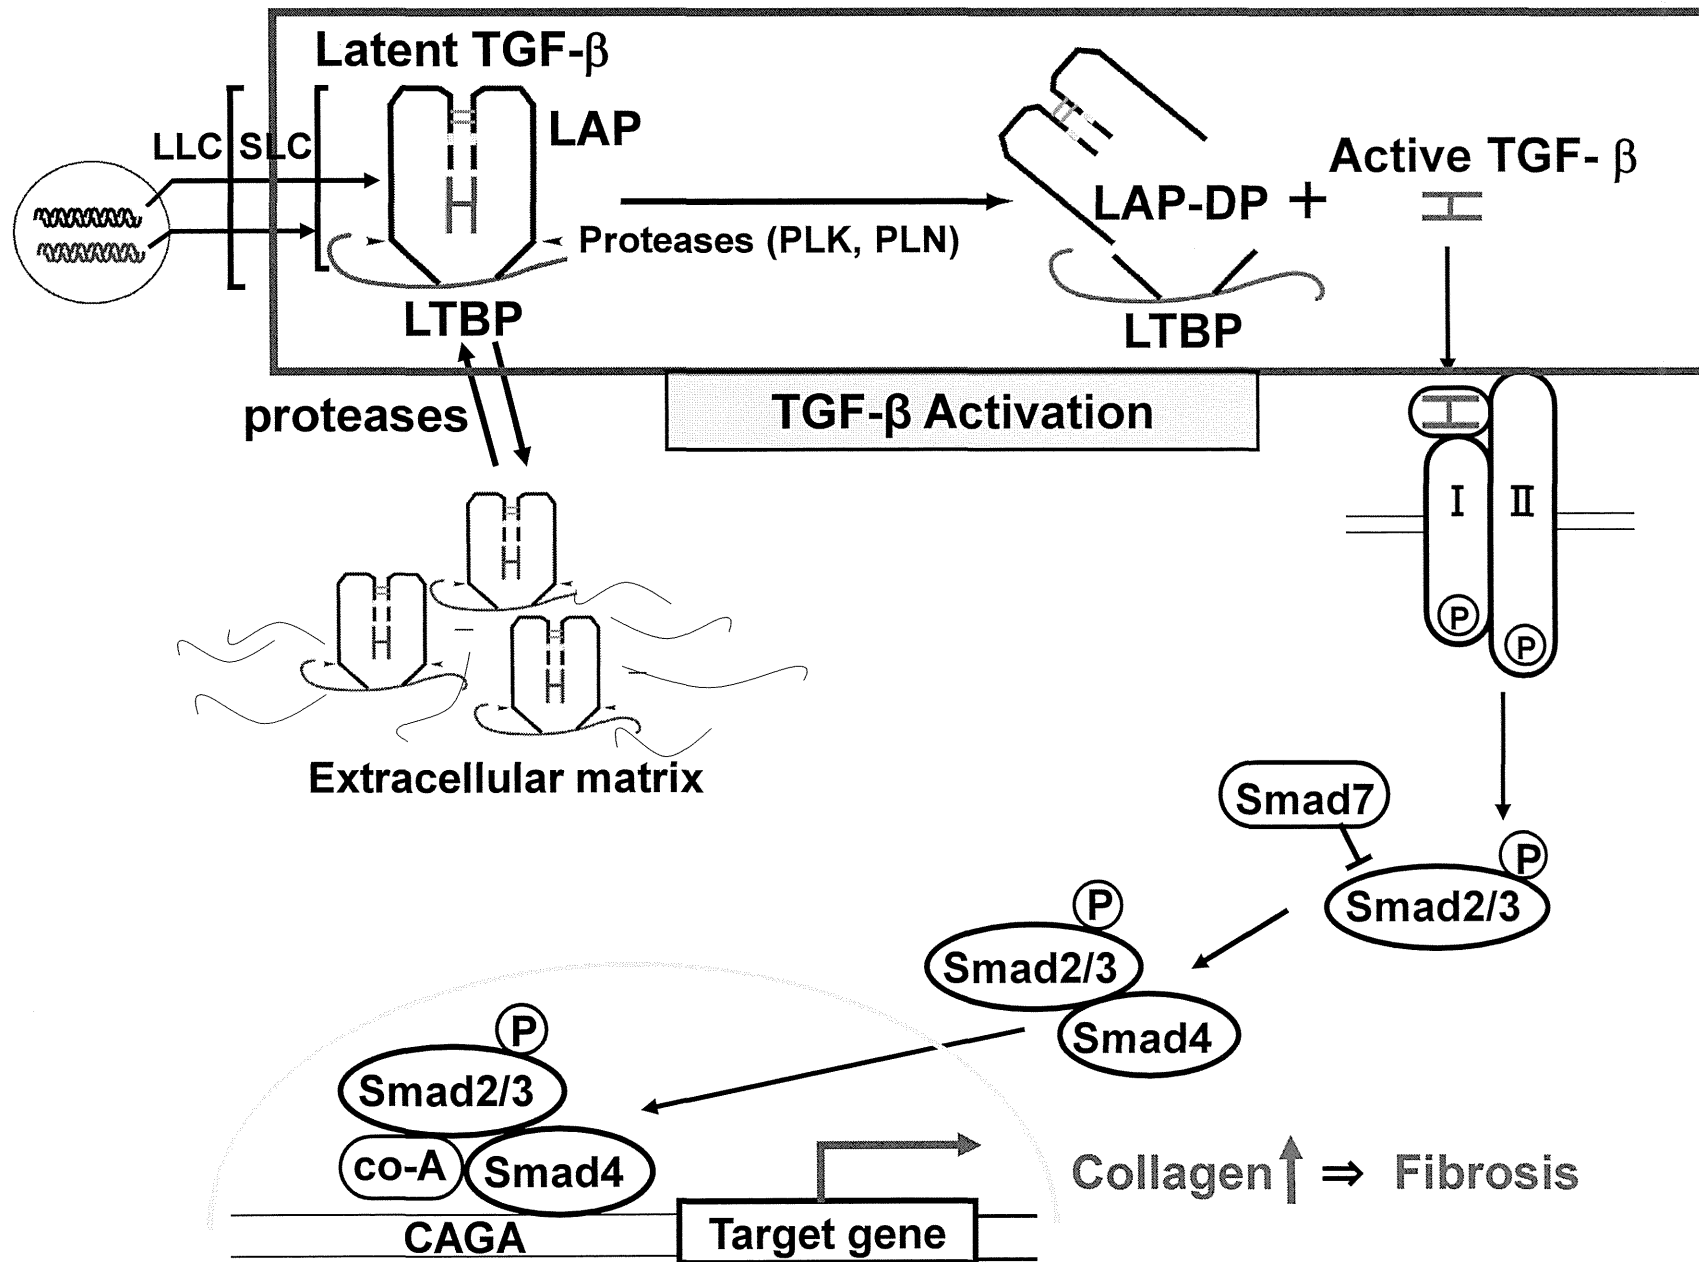 Latent TGF-β
LAP
LLC
SLC
Active TGF- β
LAP-DP +
Proteases (PLK, PLN)
LTBP
LTBP
proteases
TGF-β Activation
I
II
P
P
Extracellular matrix
Smad7
P
Smad2/3
P
Smad2/3
Smad4
P
Smad2/3
co-A
Smad4
CAGA
Target gene
Collagen ↑ ⇒ Fibrosis